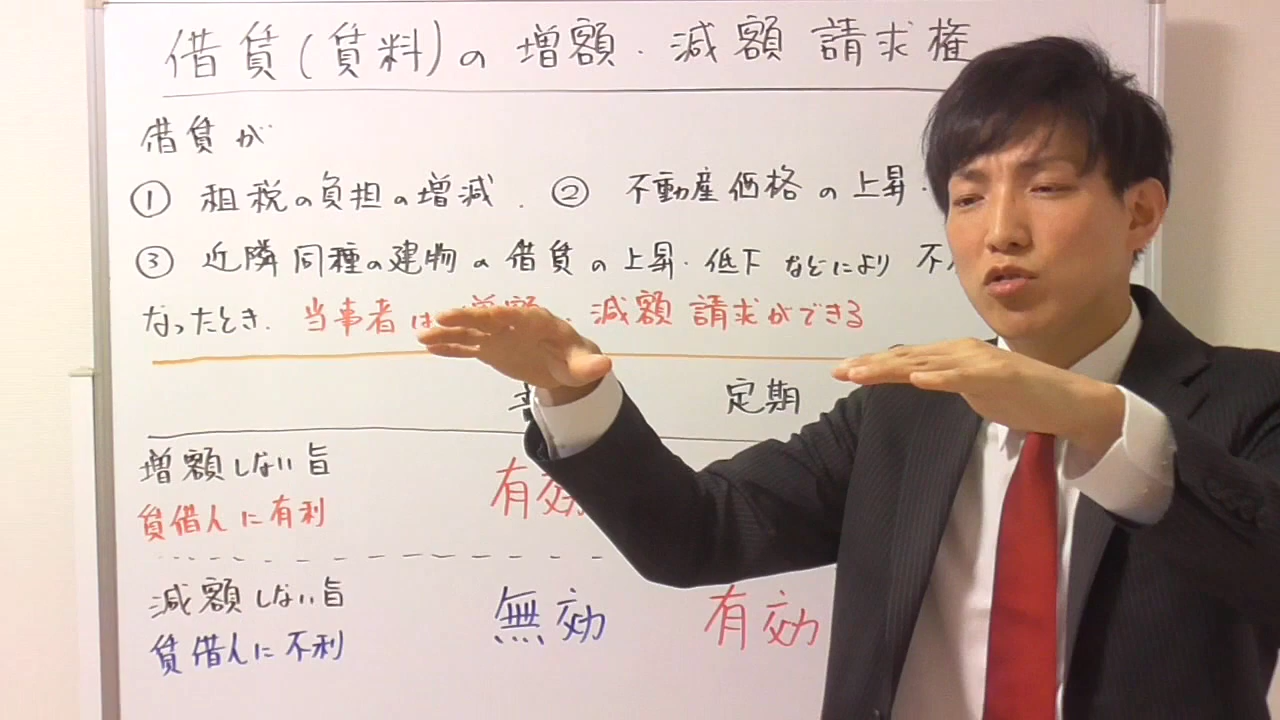 借賃(賃料)の増額・減額請求権
借賃が
① 租税の負担の増減. ② 不動産価格の上昇・
③ 近隣同種の建物の借賃の上昇・低下 などにより 不
なったとき. 当事者は 増額・減額請求ができる
定期
増額しない旨 有効
賃借人に有利
減額しない旨 無効 有効
賃借人に不利